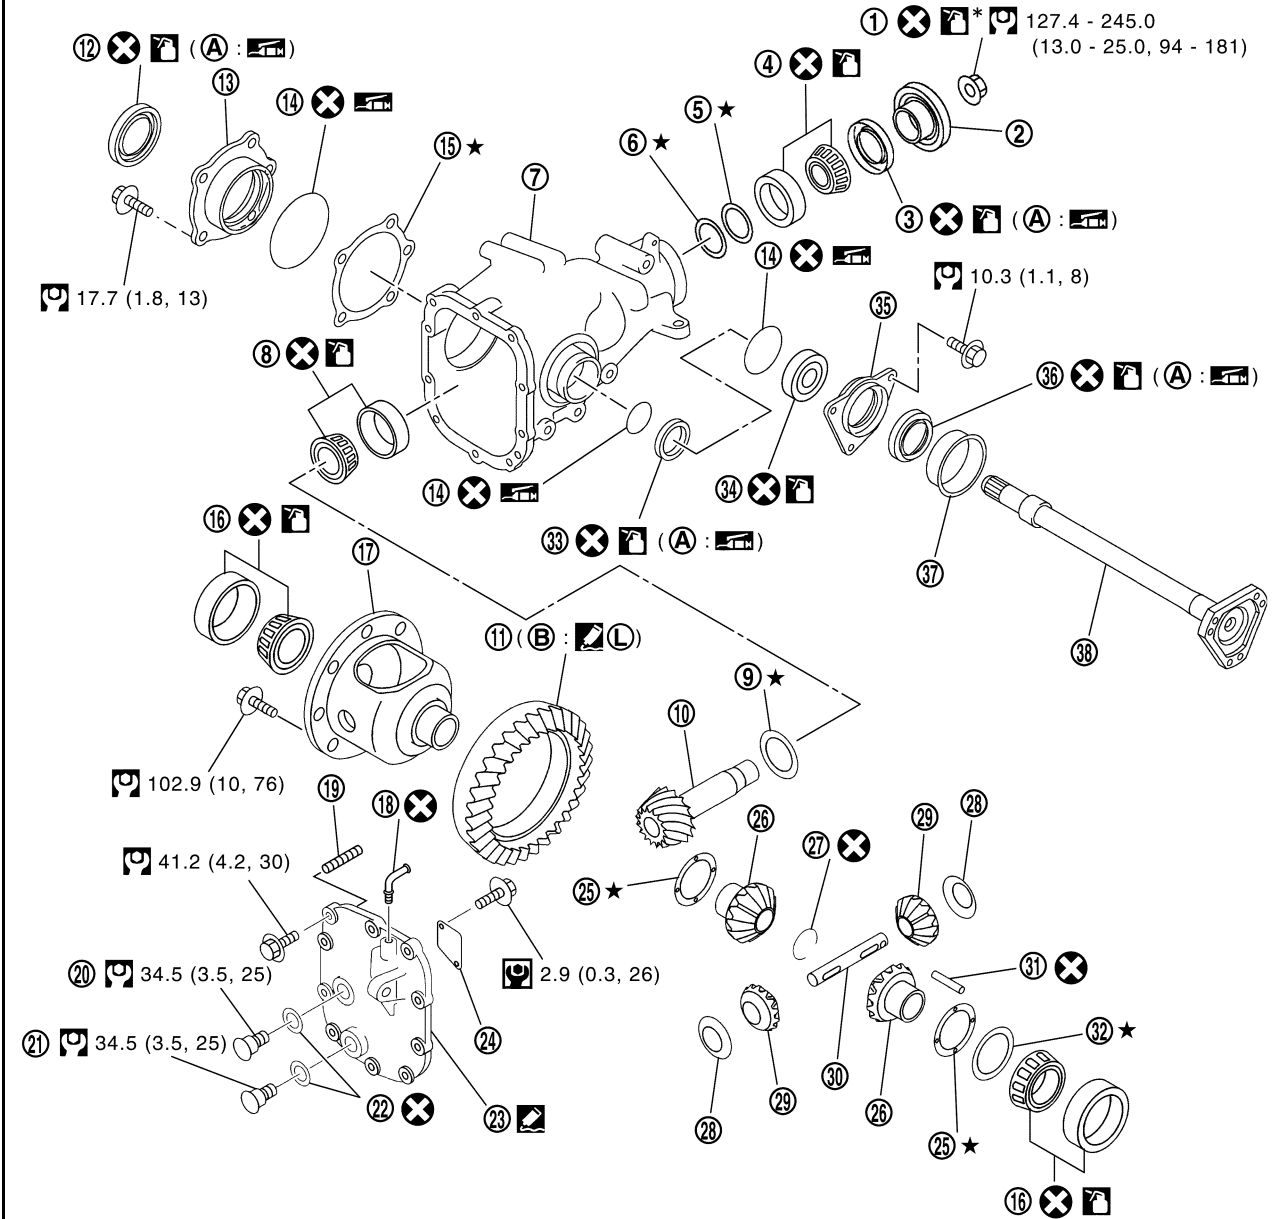 ① * 127.4 - 245.0
(13.0 - 25.0, 94 - 181)
⑫ ( Ⓐ : )
⑬
④
⑭
⑤ ★
⑥ ★
②
⑮ ★
⑦
③ ( Ⓐ : )
⑭
10.3 (1.1, 8)
17.7 (1.8, 13)
㉟
⑧
㊱ ( Ⓐ : )
⑭
㉞
⑯
㉝ ( Ⓐ : )
⑰
㊲
⑪ ( Ⓑ : Ⓛ )
㊳
⑨ ★
⑩
102.9 (10, 76)
⑲
⑱
㉖
㉙
㉘
㉗
41.2 (4.2, 30)
㉕ ★
⑳ 34.5 (3.5, 25)
2.9 (0.3, 26)
㉛
㉑ 34.5 (3.5, 25)
㉔
㉜ ★
㉚
㉒
㉓
㉙
㉖
㉘
㉕ ★
⑯